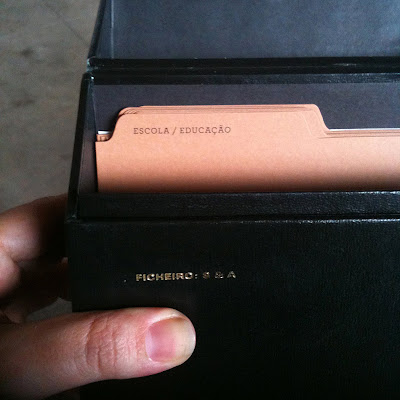 ESCOLA / EDUCAÇÃO
FICHEIRO: S & A